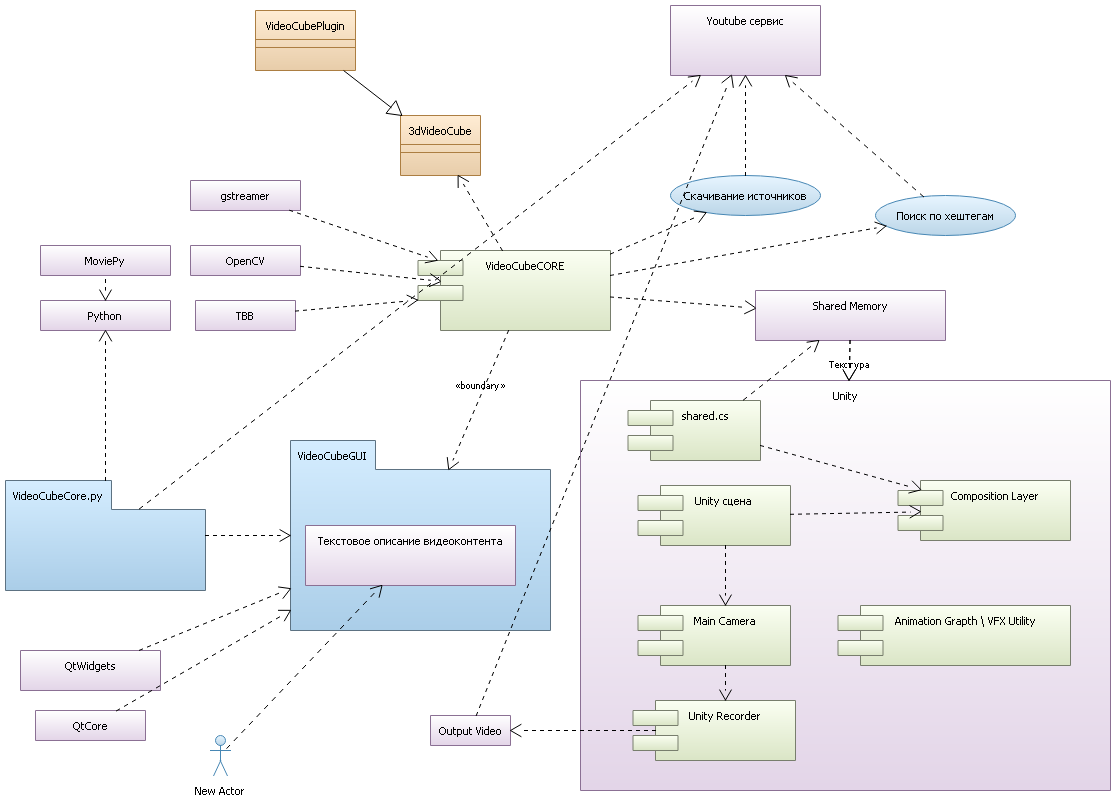 VideoCubePlugin
Youtube сервис
3dVideoCube
gstreamer
Скачивание источников
Поиск по хештегам
MoviePy
OpenCV
VideoCubeCORE
Python
TBB
Shared Memory
Текстура
«boundary»
Unity
shared.cs
VideoCubeGUI
VideoCubeCore.py
Unity сцена
Composition Layer
Текстовое описание видеоконтента
Main Camera
Animation Grapth \ VFX Utility
QtWidgets
QtCore
Output Video
Unity Recorder
New Actor